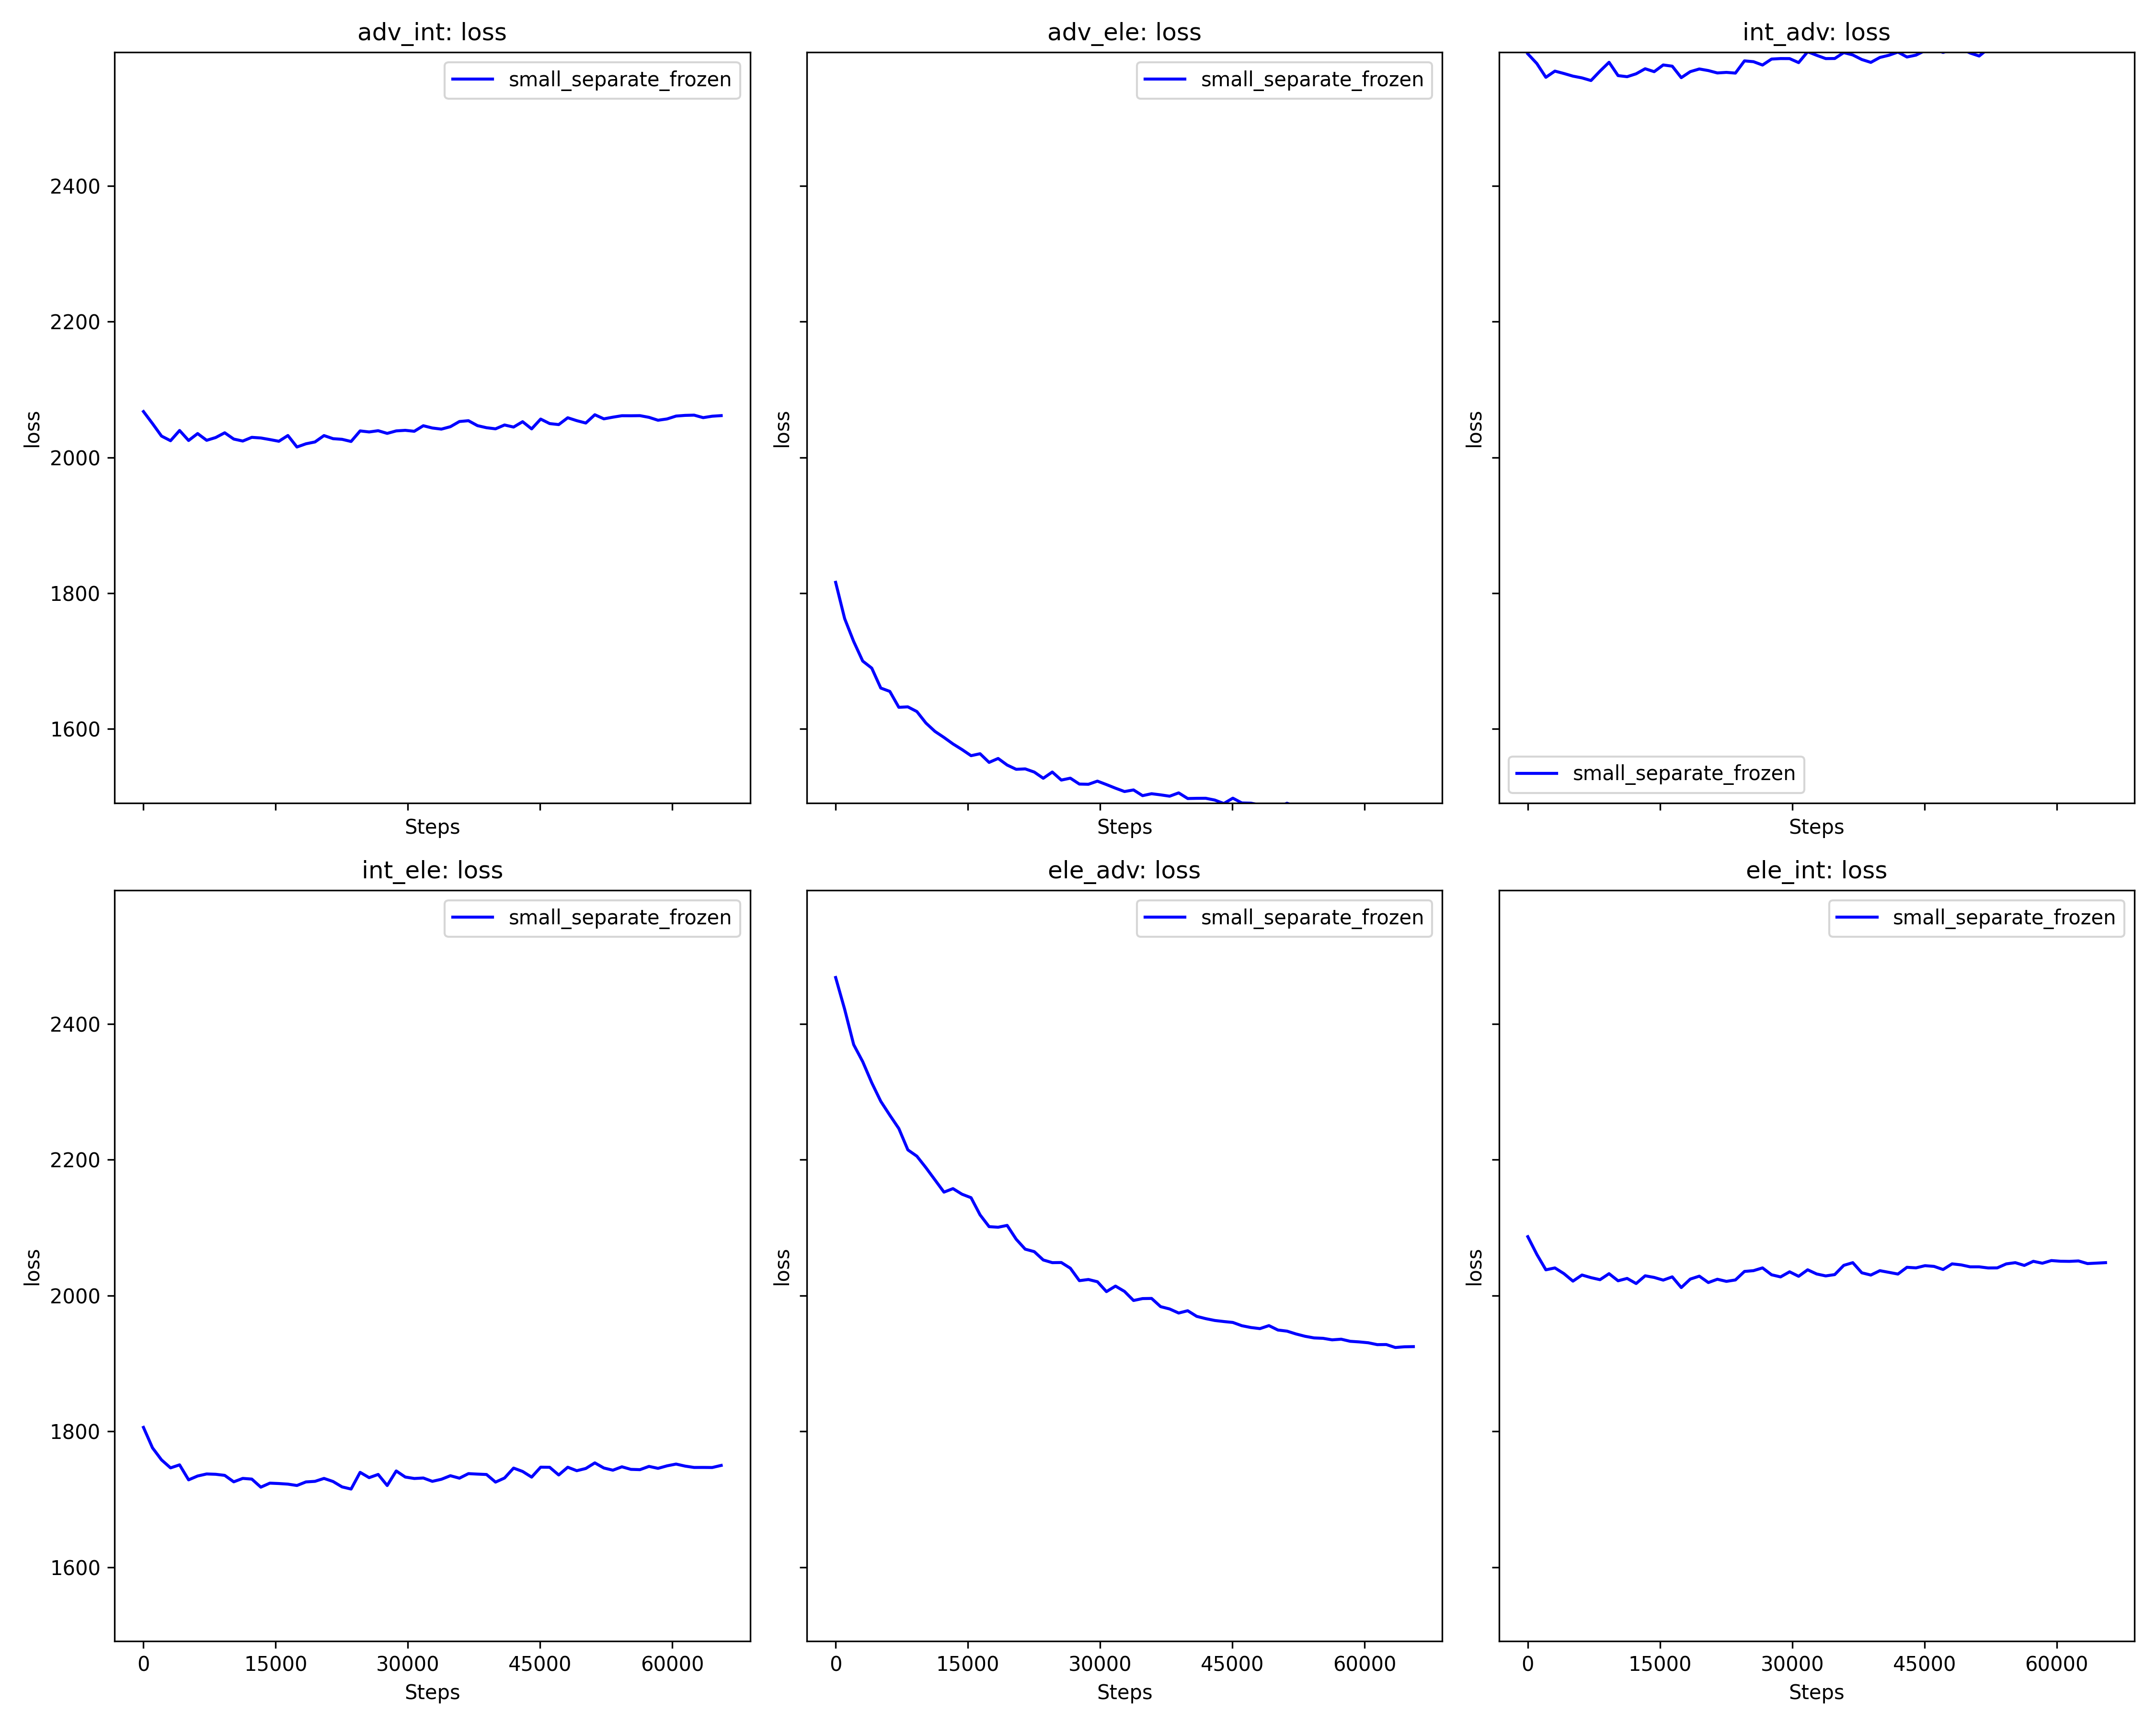 adv_int: loss
small_separate_frozen
2400
2200
2000
1800
1600
loss
Steps
adv_ele: loss
small_separate_frozen
loss
Steps
int_adv: loss
small_separate_frozen
loss
Steps
int_ele: loss
small_separate_frozen
2400
2200
2000
1800
1600
loss
0 15000 30000 45000 60000
Steps
ele_adv: loss
small_separate_frozen
loss
0 15000 30000 45000 60000
Steps
ele_int: loss
small_separate_frozen
loss
0 15000 30000 45000 60000
Steps